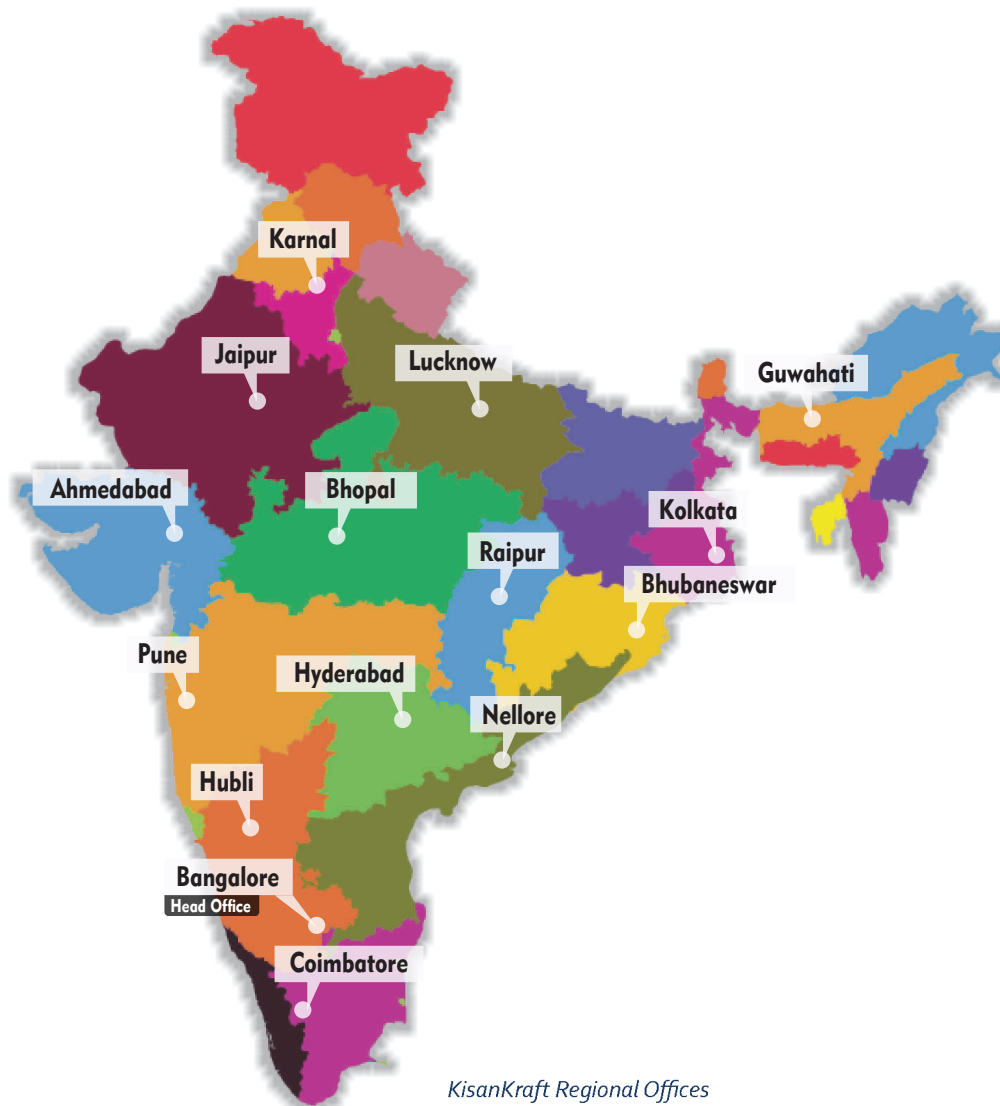 Karnal
Jaipur
Lucknow
Guwahati
Ahmedabad
Bhopal
Kolkata
Raipur
Bhubaneswar
Pune
Hyderabad
Nellore
Hubli
Bangalore
Head Office
Coimbatore
KisanKraft Regional Offices